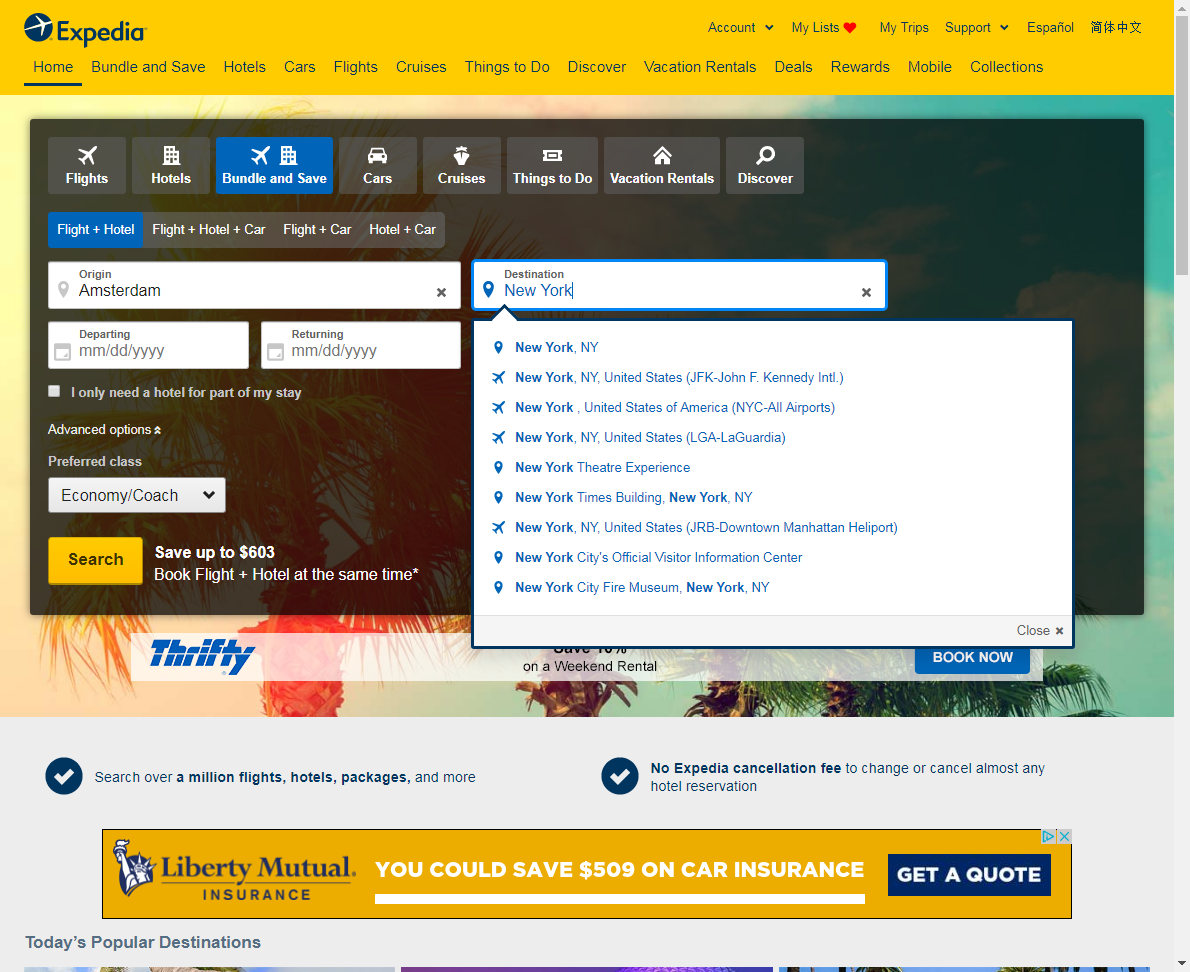 Expedia
Account
My Lists
My Trips
Support
Español
简体中文
Home
Bundle and Save
Hotels
Cars
Flights
Cruises
Things to Do
Discover
Vacation Rentals
Deals
Rewards
Mobile
Collections
Flights
Hotels
Bundle and Save
Cars
Cruises
Things to Do
Vacation Rentals
Discover
Flight + Hotel
Flight + Hotel + Car
Flight + Car
Hotel + Car
Origin
Amsterdam
Destination
New York
Departing
mm/dd/yyyy
Returning
mm/dd/yyyy
I only need a hotel for part of my stay
Advanced options
Preferred class
Economy/Coach
Search
Save up to $603
Book Flight + Hotel at the same time*
New York, NY
New York, NY, United States (JFK-John F. Kennedy Intl.)
New York , United States of America (NYC-All Airports)
New York, NY, United States (LGA-LaGuardia)
New York Theatre Experience
New York Times Building, New York, NY
New York, NY, United States (JRB-Downtown Manhattan Heliport)
New York City's Official Visitor Information Center
New York City Fire Museum, New York, NY
Close
Thrifty
Save 10%
on a Weekend Rental
BOOK NOW
Search over a million flights, hotels, packages, and more
No Expedia cancellation fee to change or cancel almost any
hotel reservation
Liberty Mutual.
INSURANCE
YOU COULD SAVE $509 ON CAR INSURANCE
GET A QUOTE
Today's Popular Destinations